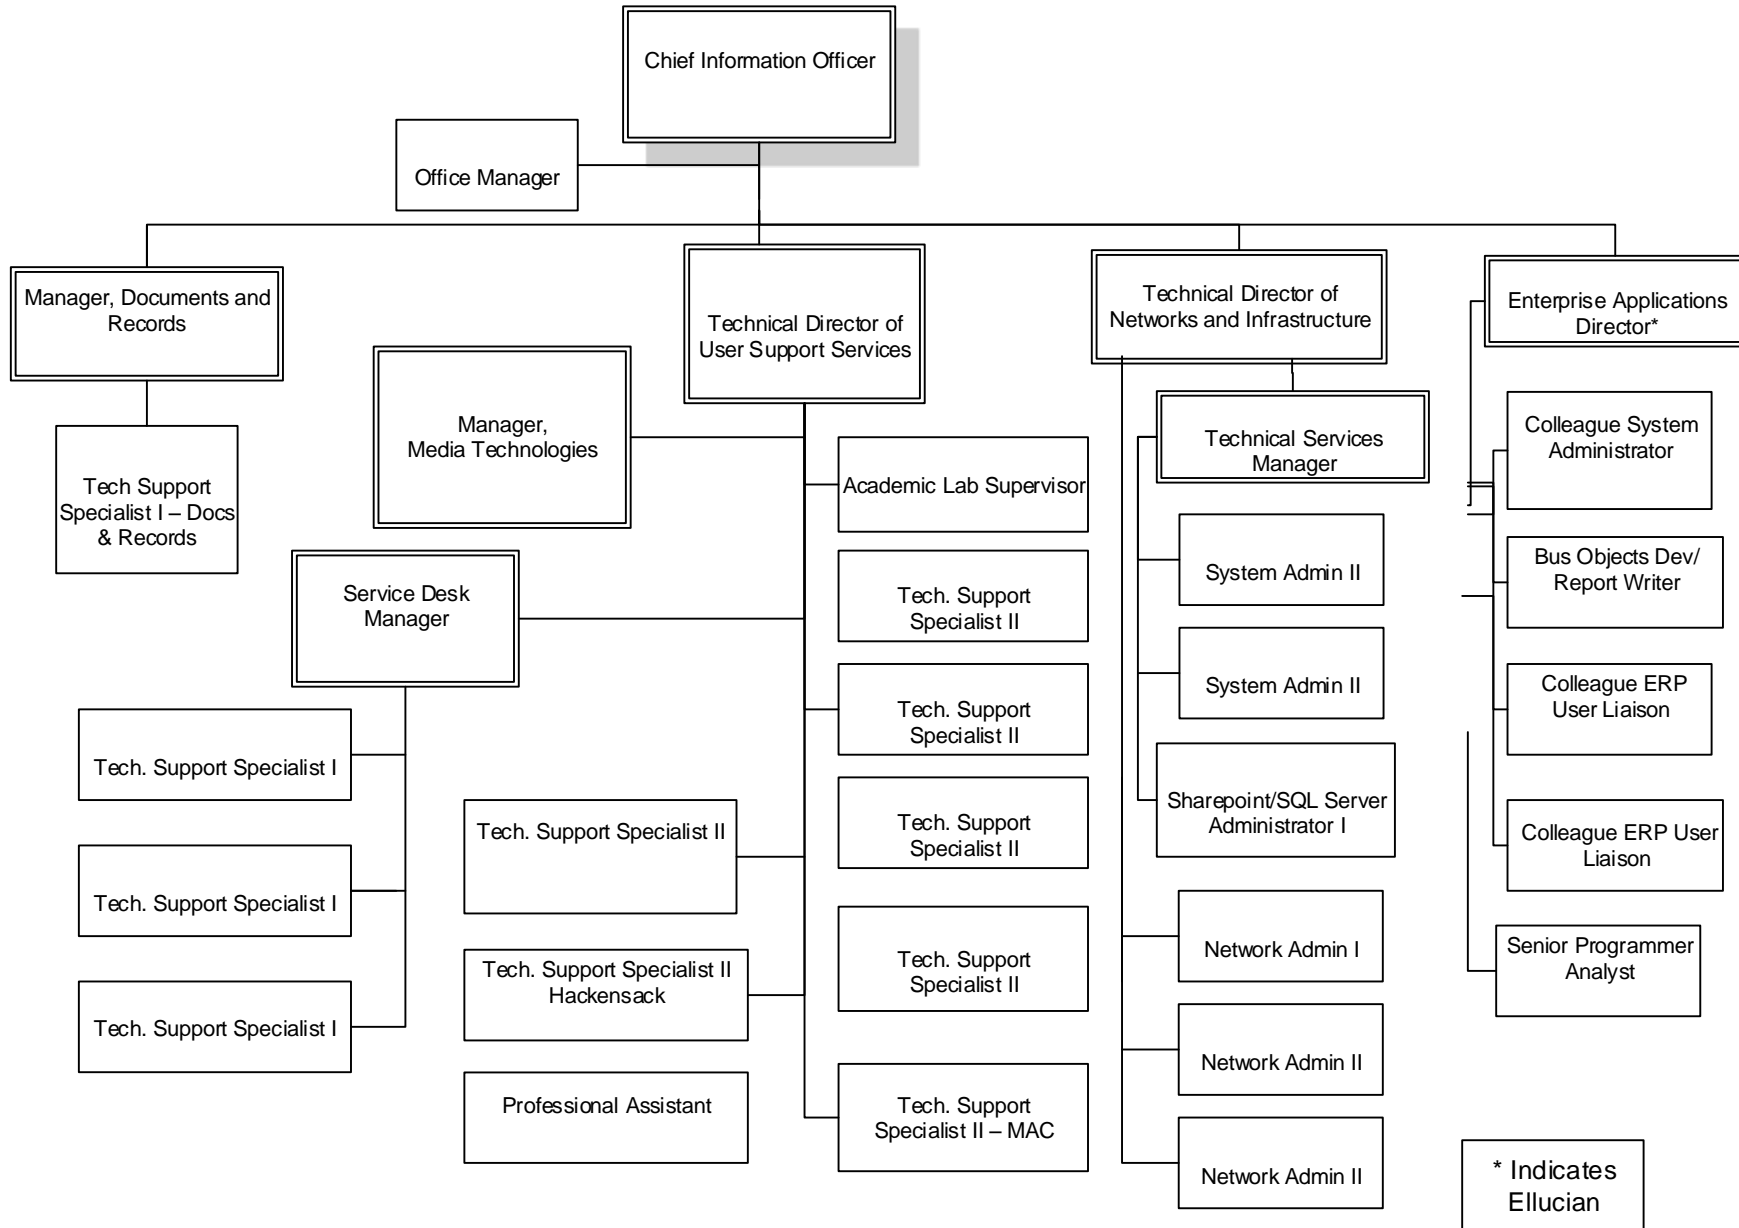 Chief Information Officer
Office Manager
Manager, Documents and
Records
Technical Director of
User Support Services
Technical Director of
Networks and Infrastructure
Enterprise Applications
Director*
Tech Support
Specialist I – Docs
& Records
Manager,
Media Technologies
Service Desk
Manager
Tech. Support Specialist I
Tech. Support Specialist I
Tech. Support Specialist I
Tech. Support Specialist II
Tech. Support Specialist II
Hackensack
Professional Assistant
Academic Lab Supervisor
Tech. Support
Specialist II
Tech. Support
Specialist II
Tech. Support
Specialist II
Tech. Support
Specialist II
Tech. Support
Specialist II – MAC
Technical Services
Manager
System Admin II
System Admin II
Sharepoint/SQL Server
Administrator I
Network Admin I
Network Admin II
Network Admin II
Colleague System
Administrator
Bus Objects Dev/
Report Writer
Colleague ERP
User Liaison
Colleague ERP User
Liaison
Senior Programmer
Analyst
* Indicates
Ellucian